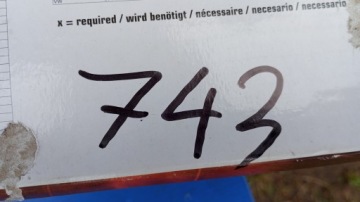 x = required / wird benötigt / nécessaire / necesario / necessario
743